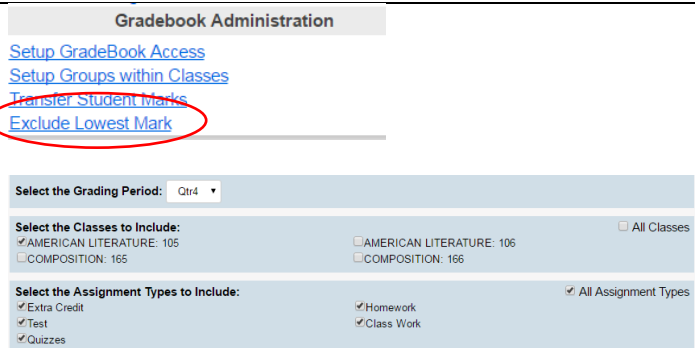 Gradebook Administration
Setup GradeBook Access
Setup Groups within Classes
Transfer Student Marks
Exclude Lowest Mark
Select the Grading Period: Qtr4
Select the Classes to Include: All Classes
AMERICAN LITERATURE: 105 AMERICAN LITERATURE: 106
COMPOSITION: 165 COMPOSITION: 166
Select the Assignment Types to Include: All Assignment Types
Extra Credit Homework
Test Class Work
Quizzes